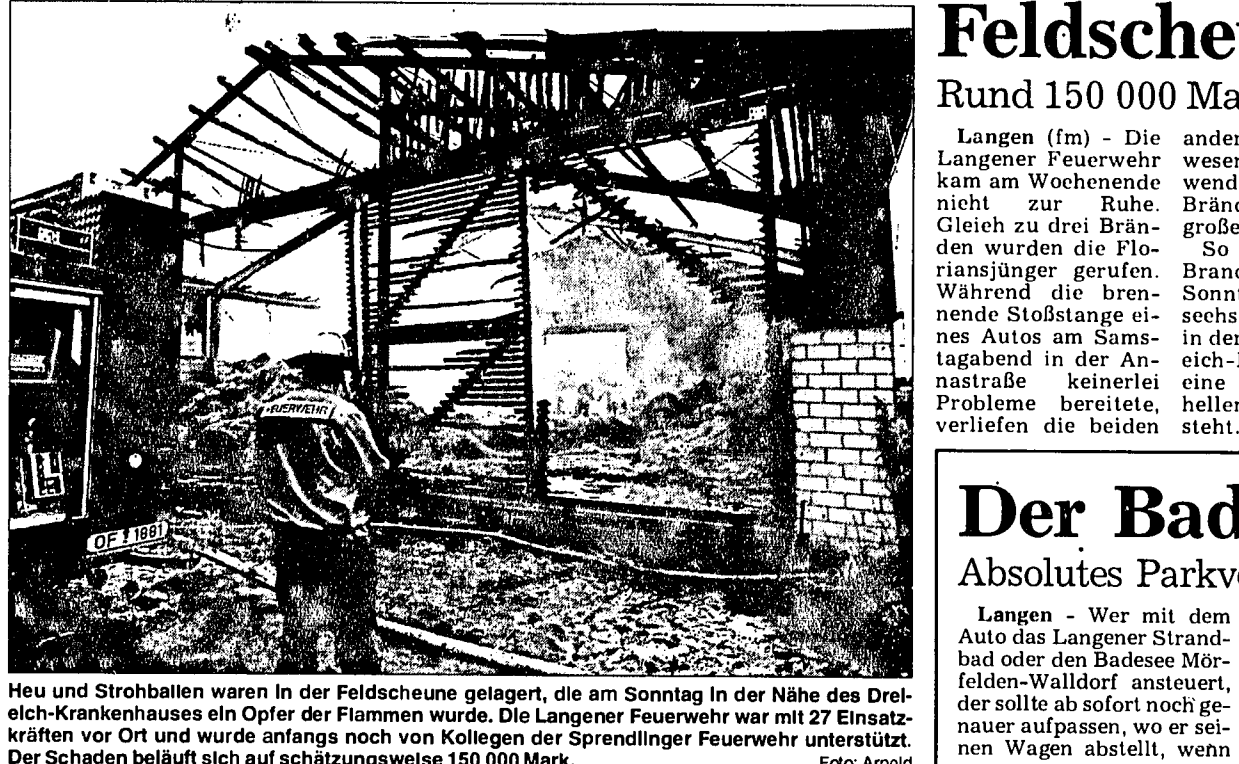 FEUERWEHR
OF 1881
Heu und Strohballen waren in der Feldscheune gelagert, die am Sonntag in der Nähe des Drei-
eich-Krankenhauses ein Opfer der Flammen wurde. Die Langener Feuerwehr war mit 27 Einsatz-
kräften vor Ort und wurde anfangs noch von Kollegen der Sprendlinger Feuerwehr unterstützt.
Der Schaden beläuft sich auf schätzungsweise 150 000 Mark. Foto: Arnold
Feldscheu
Rund 150 000 Ma
Langen (fm) - Die
Langener Feuerwehr
kam am Wochenende
nicht zur Ruhe.
Gleich zu drei Brän-
den wurden die Flo-
riansjünger gerufen.
Während die bren-
nende Stoßstange ei-
nes Autos am Sams-
tagabend in der An-
nastraße keinerlei
Probleme bereitete,
verliefen die beiden
ander
weser
wend
Bränd
große
So
Branc
Sonnt
sechs
in der
eich-
eine
heller
steht.
Der Bad
Absolutes Parkve
Langen - Wer mit dem
Auto das Langener Strand-
bad oder den Badesee Mör-
felden-Walldorf ansteuert,
der sollte ab sofort noch ge-
nauer aufpassen, wo er sei-
nen Wagen abstellt, wenn